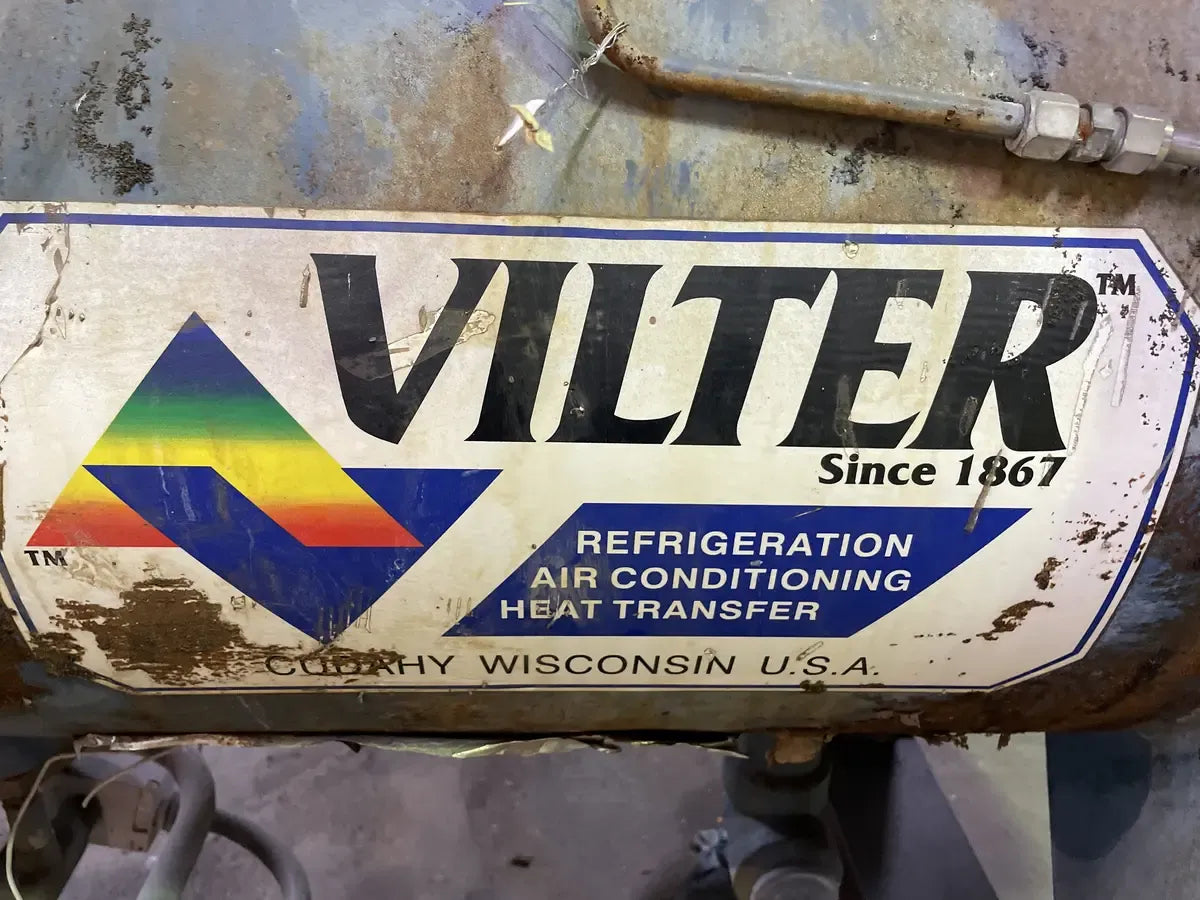 VILTER™
Since 1867
TM
REFRIGERATION
AIR CONDITIONING
HEAT TRANSFER
CUDAHY WISCONSIN U.S.A.